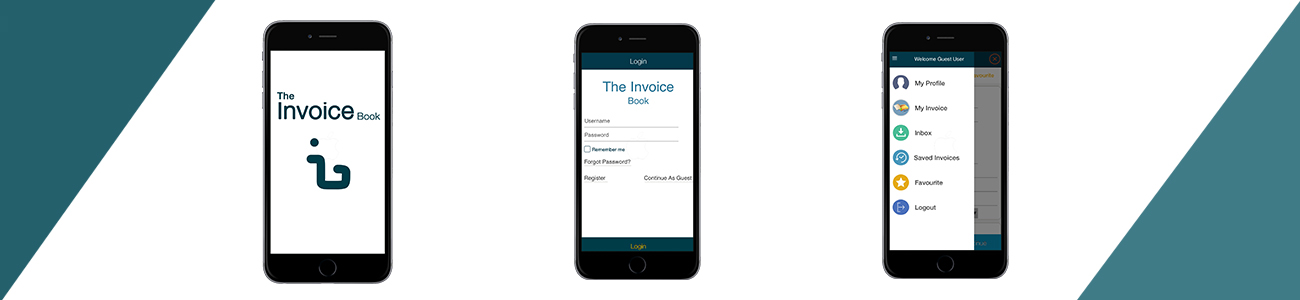 The
Invoice Book
Login
The Invoice
Book
Username
Password
Remember me
Forgot Password?
Register
Continue As Guest
Login
Welcome Guest User
My Profile
My Invoice
Inbox
Saved Invoices
Favourite
Logout